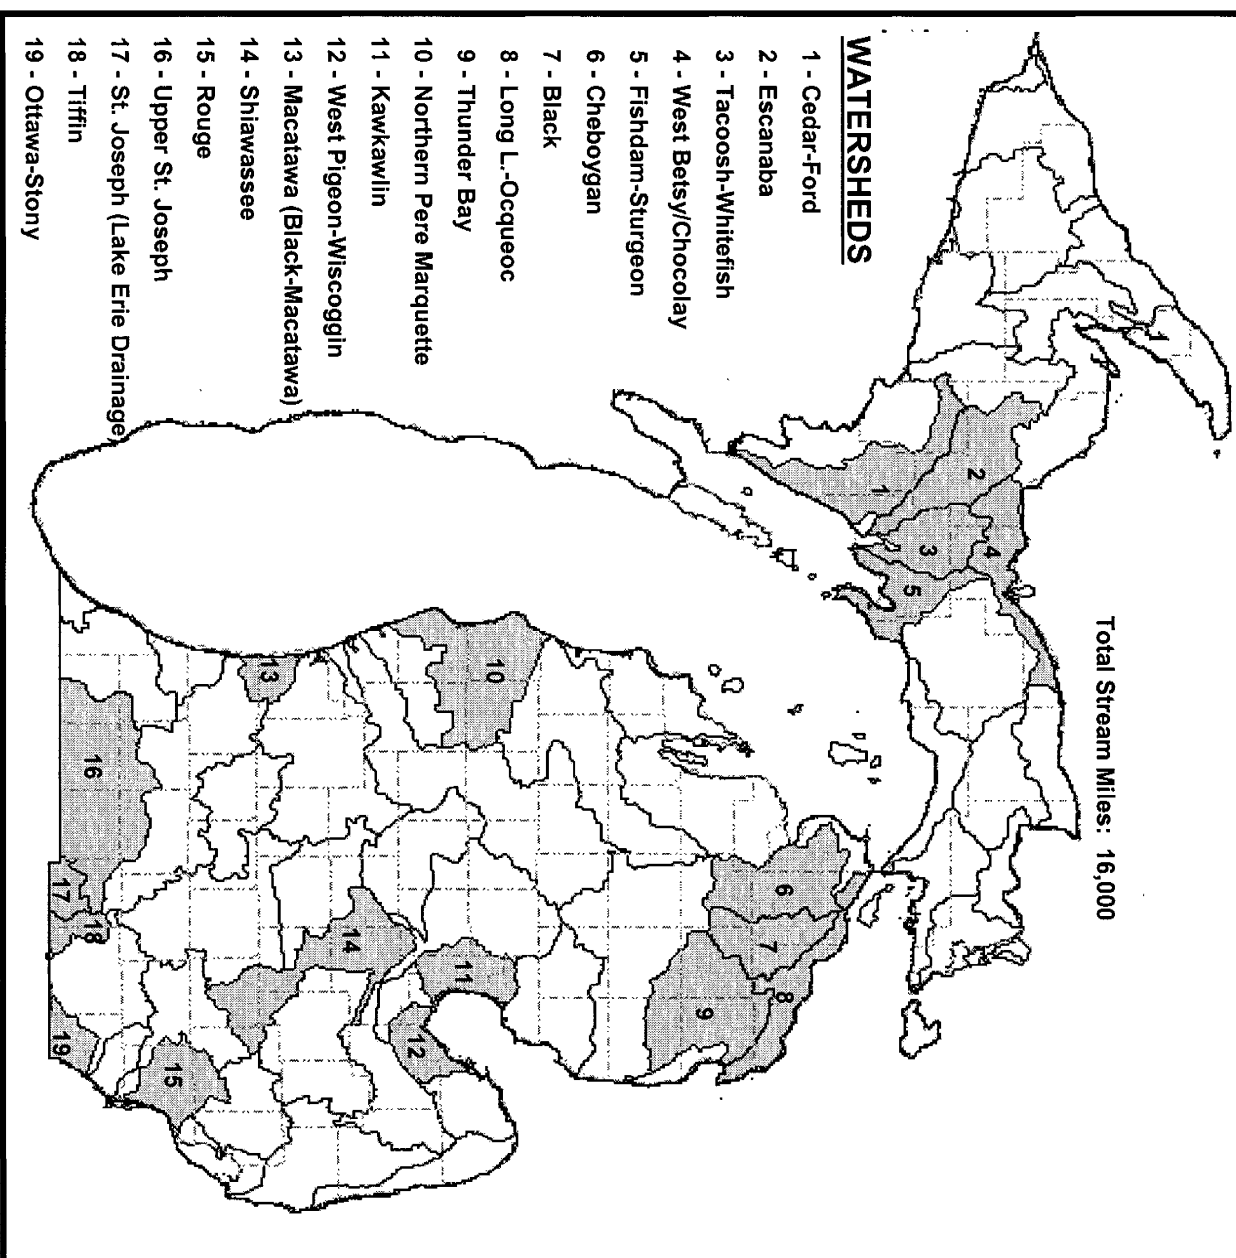 Total Stream Miles: 16,000
WATERSHEDS
1 - Cedar-Ford
2 - Escanaba
3 - Tacoosh-Whitefish
4 - West Betsy/Chocolay
5 - Fishdam-Sturgeon
6 - Cheboygan
7 - Black
8 - Long L.-Ocqueoc
9 - Thunder Bay
10 - Northern Pere Marquette
11 - Kawkawlin
12 - West Pigeon-Wiscoggin
13 - Macatawa (Black-Macatawa)
14 - Shiawassee
15 - Rouge
16 - Upper St. Joseph
17 - St. Joseph (Lake Erie Drainage)
18 - Tiffin
19 - Ottawa-Stony
1
2
3
4
5
6
7
8
9
10
11
12
13
14
15
16
17
18
19